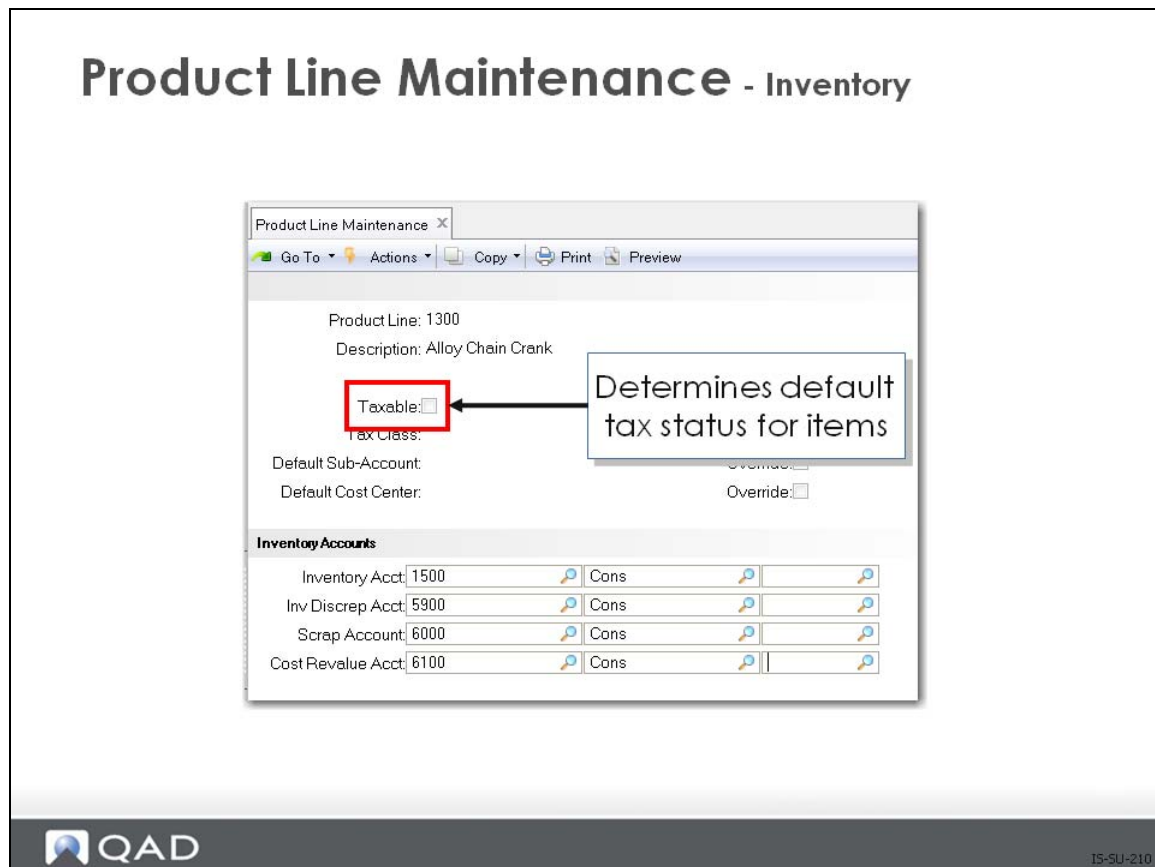 Product Line Maintenance - Inventory
Product Line Maintenance X
Go To Actions Copy Print Preview
Product Line: 1300
Description: Alloy Chain Crank
Determines default
tax status for items
Taxable:
Tax Class:
Default Sub-Account: Override:
Default Cost Center: Override:
Inventory Accounts
Inventory Acct: 1500 Cons
Inv Discrep Acct: 5900 Cons
Scrap Account: 6000 Cons
Cost Revalue Acct: 6100 Cons
QAD
IS-SU-210